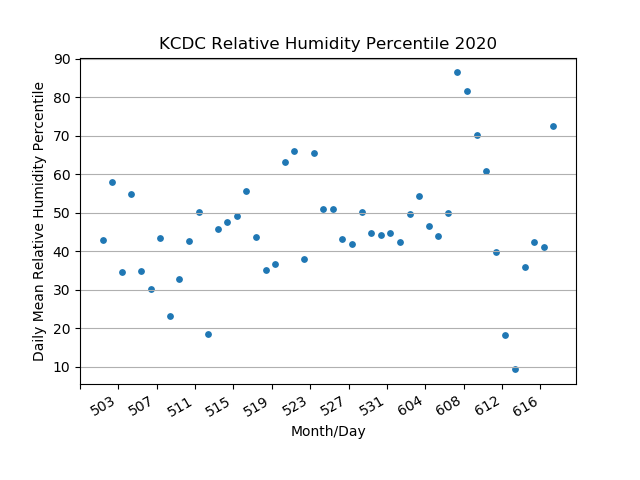 KCDC Relative Humidity Percentile 2020
Daily Mean Relative Humidity Percentile
90
80
70
60
50
40
30
20
10
503 507 511 515 519 523 527 531 604 608 612 616
Month/Day